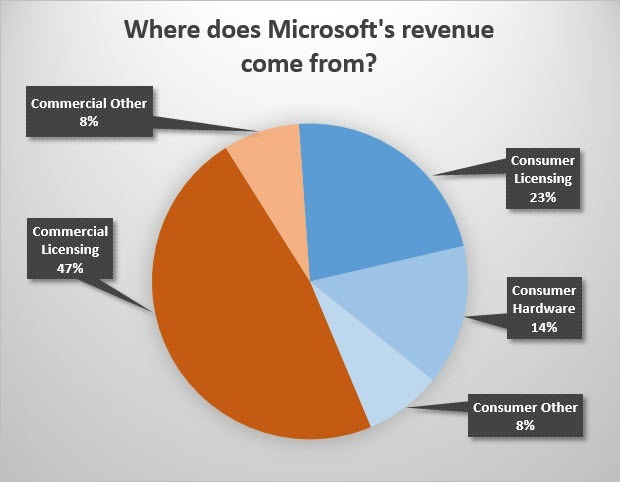 Where does Microsoft's revenue
come from?
Commercial Other
8%
Consumer
Licensing
23%
Commercial
Licensing
47%
Consumer
Hardware
14%
Consumer Other
8%